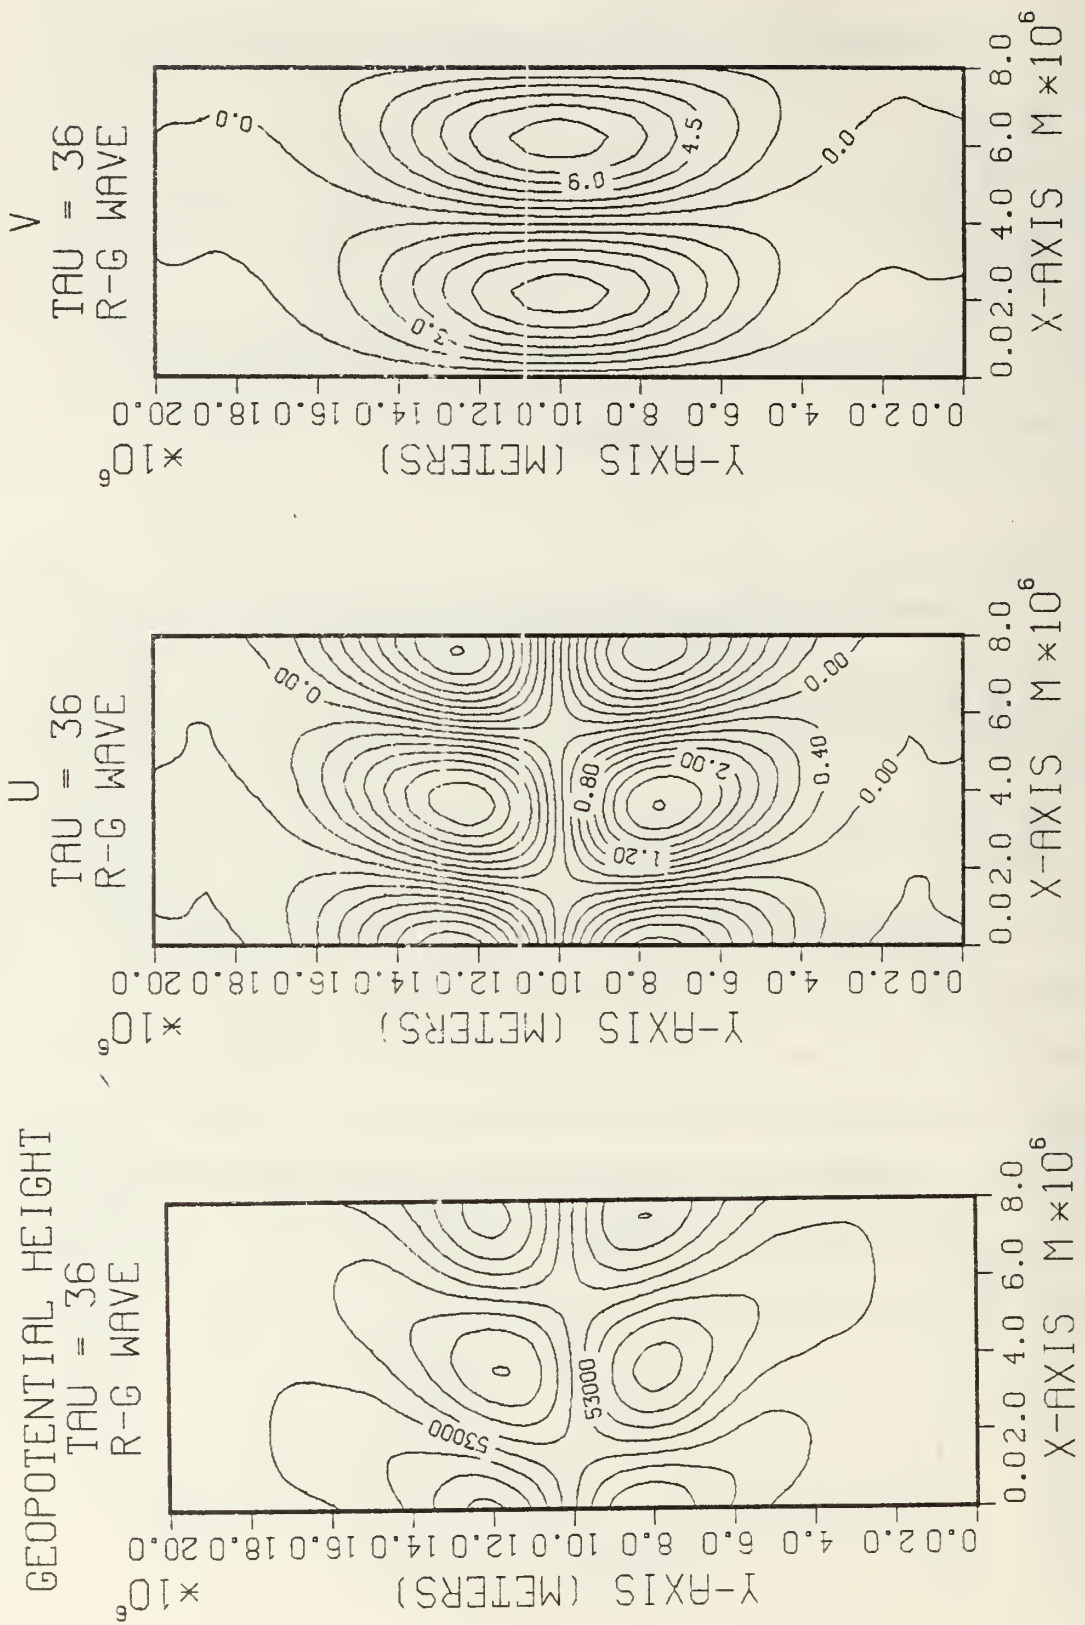 GEOPOTENTIAL HEIGHT
TAU = 36
R-G WAVE
*10⁶
Y-AXIS (METERS)
0.0 2.0 4.0 6.0 8.0 10.0 12.0 14.0 16.0 18.0 20.0
53000
53000
0.0 2.0 4.0 6.0 8.0
X-AXIS M *10⁶
U
TAU = 36
R-G WAVE
*10⁶
Y-AXIS (METERS)
0.0 2.0 4.0 6.0 8.0 10.0 12.0 14.0 16.0 18.0 20.0
0.00
0.80
2.00
1.20
0.40
0.00
0.00
0.0 2.0 4.0 6.0 8.0
X-AXIS M *10⁶
V
TAU = 36
R-G WAVE
*10⁶
Y-AXIS (METERS)
0.0 2.0 4.0 6.0 8.0 10.0 12.0 14.0 16.0 18.0 20.0
0.0
-3.0
4.5
0.0
0.0 2.0 4.0 6.0 8.0
X-AXIS M *10⁶